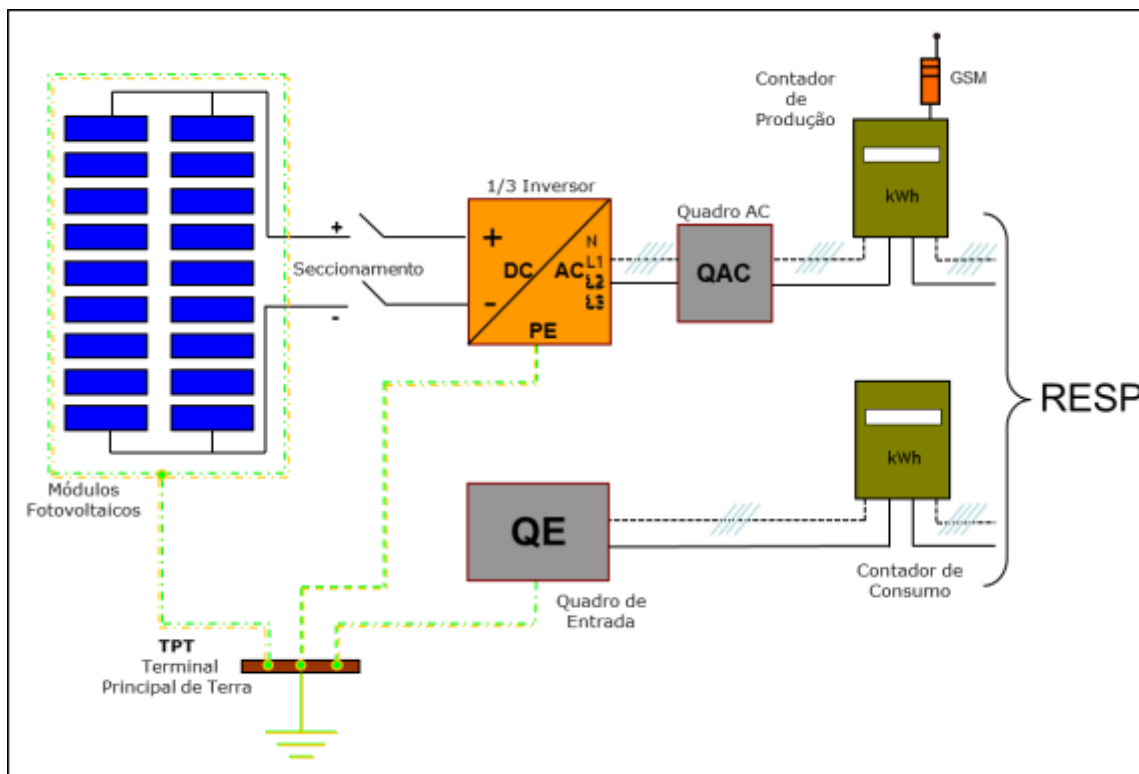 Contador
de
Produção
GSM
kWh
1/3 Inversor
Quadro AC
+
+
N
L1
L2
L3
DC
AC
QAC
Seccionamento
-
-
PE
RESP
kWh
Módulos
Fotovoltaicos
QE
Contador de
Consumo
Quadro de
Entrada
TPT
Terminal
Principal de Terra